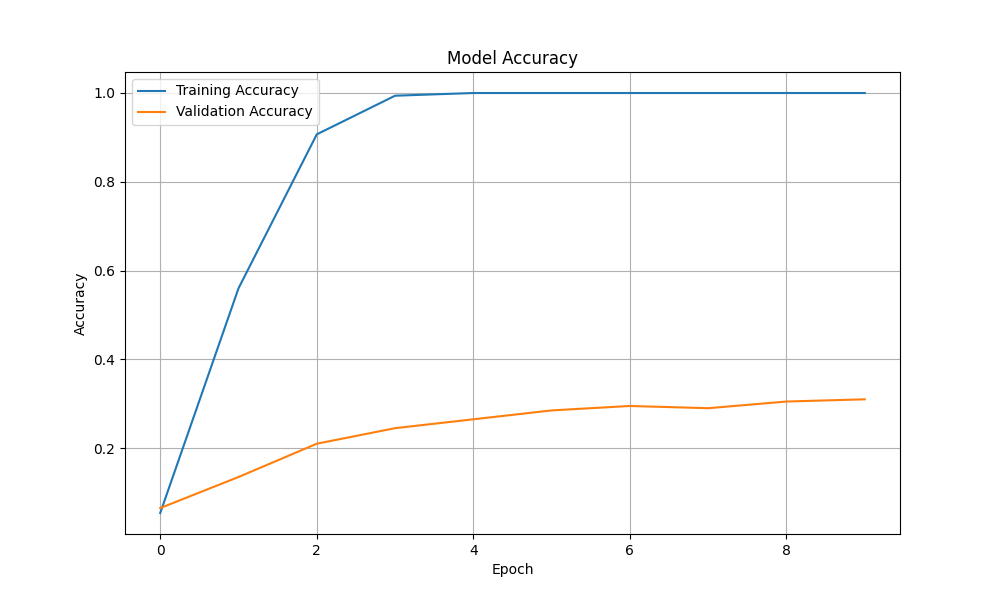 Model Accuracy
Training Accuracy
Validation Accuracy
1.0
0.8
0.6
0.4
0.2
Accuracy
0 2 4 6 8
Epoch